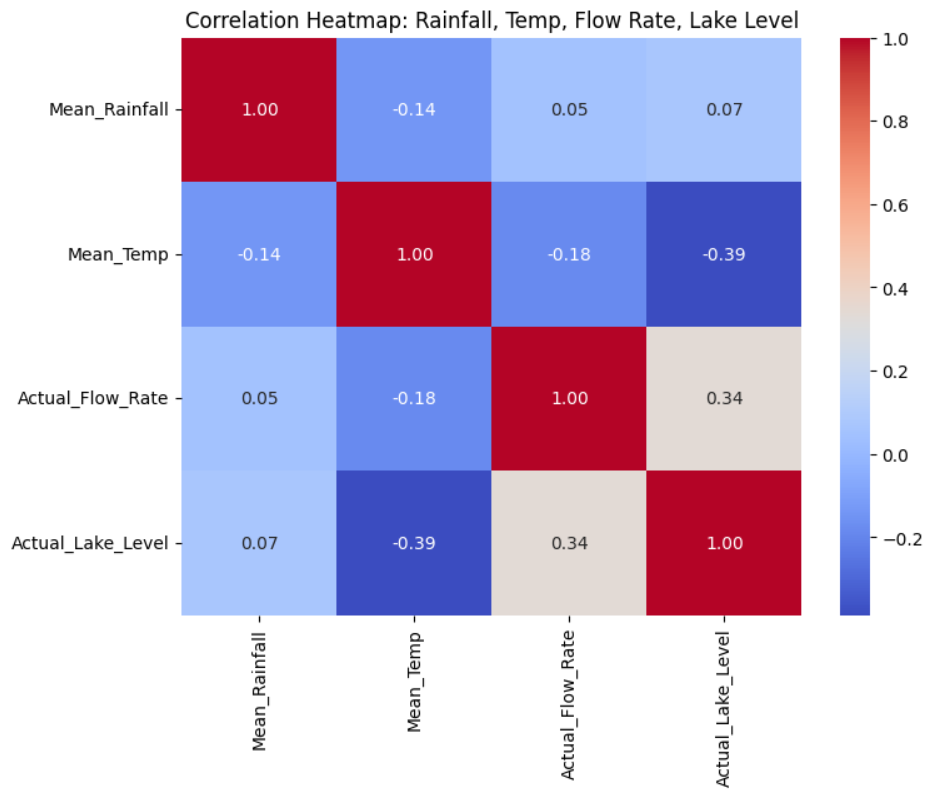 Correlation Heatmap: Rainfall, Temp, Flow Rate, Lake Level
Mean_Rainfall 1.00 -0.14 0.05 0.07
Mean_Temp -0.14 1.00 -0.18 -0.39
Actual_Flow_Rate 0.05 -0.18 1.00 0.34
Actual_Lake_Level 0.07 -0.39 0.34 1.00
Mean_Rainfall
Mean_Temp
Actual_Flow_Rate
Actual_Lake_Level
1.0
0.8
0.6
0.4
0.2
0.0
−0.2